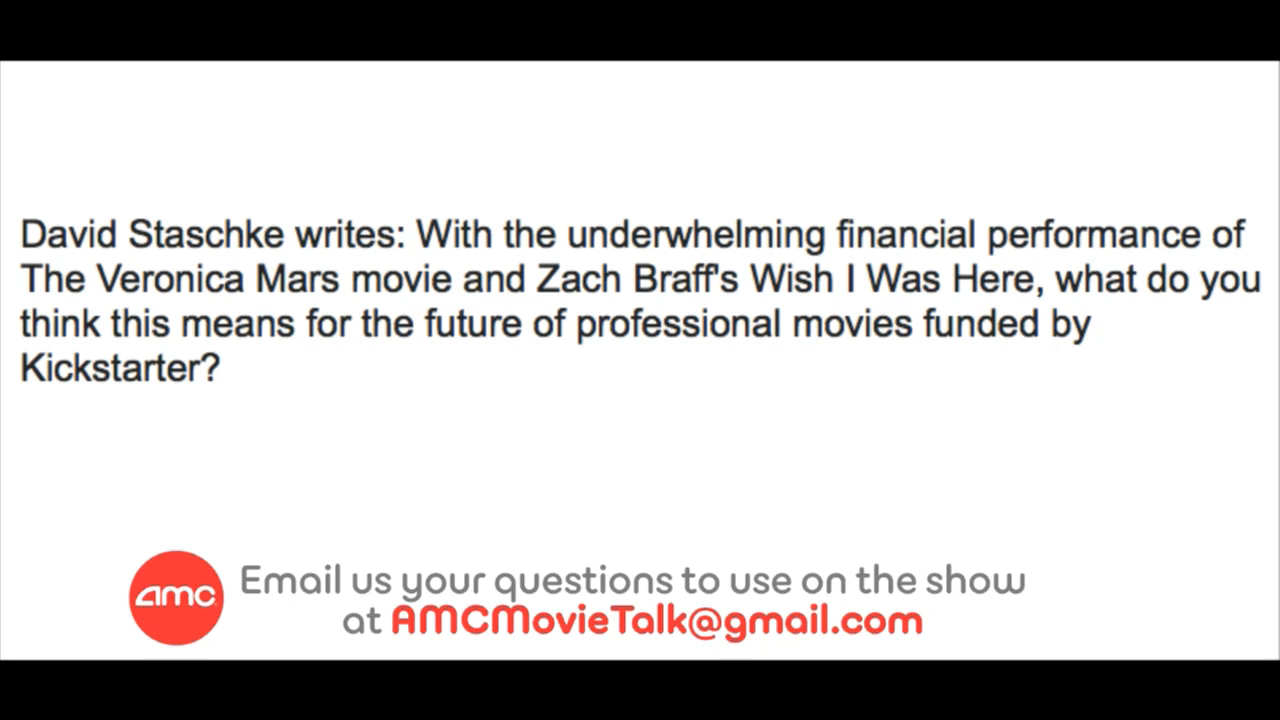 David Staschke writes: With the underwhelming financial performance of
The Veronica Mars movie and Zach Braff's Wish I Was Here, what do you
think this means for the future of professional movies funded by
Kickstarter?
amc
Email us your questions to use on the show
at AMCMovieTalk@gmail.com